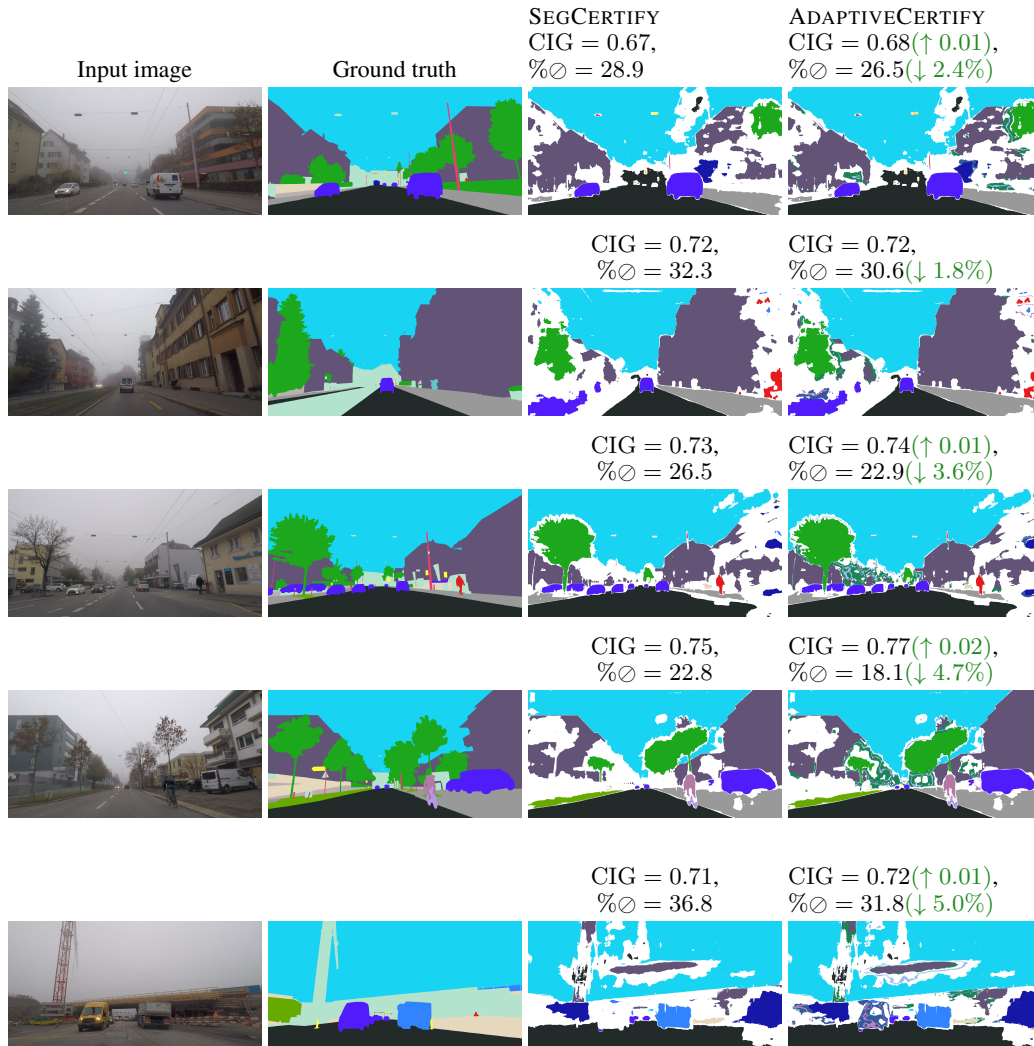 Input image
Ground truth
SEGCERTIFY
CIG = 0.67,
%⊘ = 28.9
ADAPTIVECERTIFY
CIG = 0.68(↑ 0.01),
%⊘ = 26.5(↓ 2.4%)
CIG = 0.72,
%⊘ = 32.3
CIG = 0.72,
%⊘ = 30.6(↓ 1.8%)
CIG = 0.73,
%⊘ = 26.5
CIG = 0.74(↑ 0.01),
%⊘ = 22.9(↓ 3.6%)
CIG = 0.75,
%⊘ = 22.8
CIG = 0.77(↑ 0.02),
%⊘ = 18.1(↓ 4.7%)
CIG = 0.71,
%⊘ = 36.8
CIG = 0.72(↑ 0.01),
%⊘ = 31.8(↓ 5.0%)